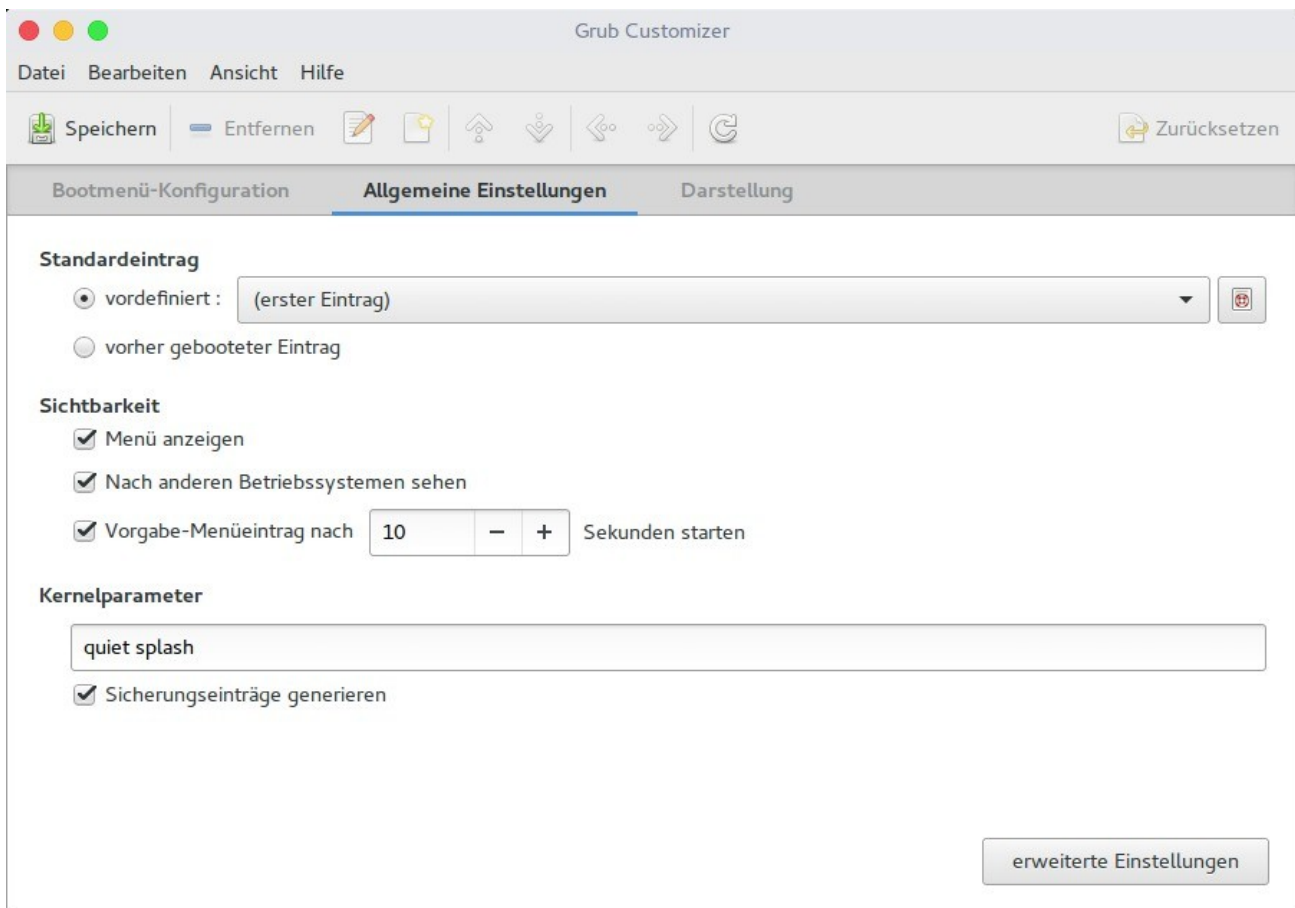 Grub Customizer
Datei Bearbeiten Ansicht Hilfe
Speichern Entfernen Zurücksetzen
Bootmenü-Konfiguration Allgemeine Einstellungen Darstellung
Standardeintrag
vordefiniert : (erster Eintrag)
vorher gebooteter Eintrag
Sichtbarkeit
Menü anzeigen
Nach anderen Betriebssystemen sehen
Vorgabe-Menüeintrag nach 10 − + Sekunden starten
Kernelparameter
quiet splash
Sicherungseinträge generieren
erweiterte Einstellungen